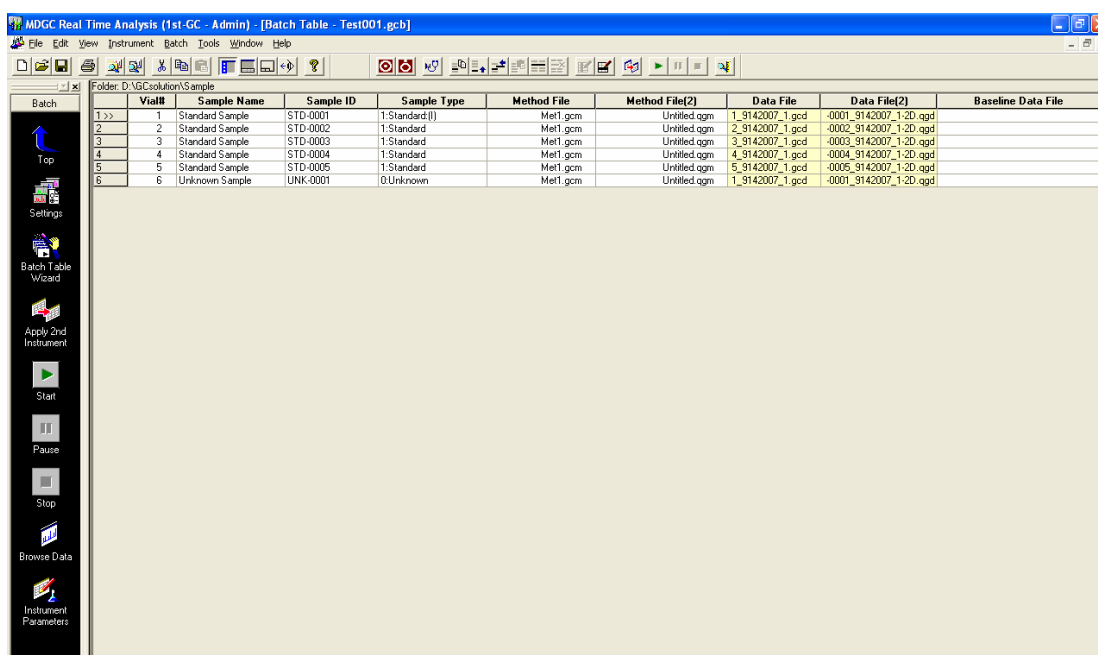 MDGC Real Time Analysis (1st-GC - Admin) - [Batch Table - Test001.gcb]
File Edit View Instrument Batch Tools Window Help
Folder: D:\GCsolution\Sample
Batch
Vial# Sample Name Sample ID Sample Type Method File Method File(2) Data File Data File(2) Baseline Data File
1 >> 1 Standard Sample STD-0001 1:Standard:(I) Met1.gcm Untitled.qgm 1_9142007_1.gcd -0001_9142007_1-2D.qgd
2 2 Standard Sample STD-0002 1:Standard Met1.gcm Untitled.qgm 2_9142007_1.gcd -0002_9142007_1-2D.qgd
3 3 Standard Sample STD-0003 1:Standard Met1.gcm Untitled.qgm 3_9142007_1.gcd -0003_9142007_1-2D.qgd
4 4 Standard Sample STD-0004 1:Standard Met1.gcm Untitled.qgm 4_9142007_1.gcd -0004_9142007_1-2D.qgd
5 5 Standard Sample STD-0005 1:Standard Met1.gcm Untitled.qgm 5_9142007_1.gcd -0005_9142007_1-2D.qgd
6 6 Unknown Sample UNK-0001 0:Unknown Met1.gcm Untitled.qgm 1_9142007_1.gcd -0001_9142007_1-2D.qgd
Top
Settings
Batch Table
Wizard
Apply 2nd
Instrument
Start
Pause
Stop
Browse Data
Instrument
Parameters